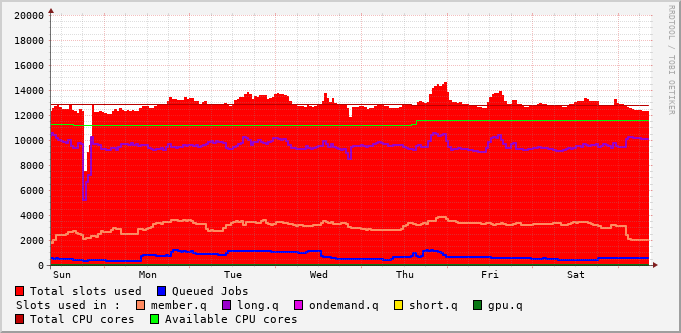 20000
18000
16000
14000
12000
10000
8000
6000
4000
2000
0
Sun Mon Tue Wed Thu Fri Sat
RRDTOOL / TOBI OETIKER
Total slots used Queued Jobs
Slots used in : member.q long.q ondemand.q short.q gpu.q
Total CPU cores Available CPU cores